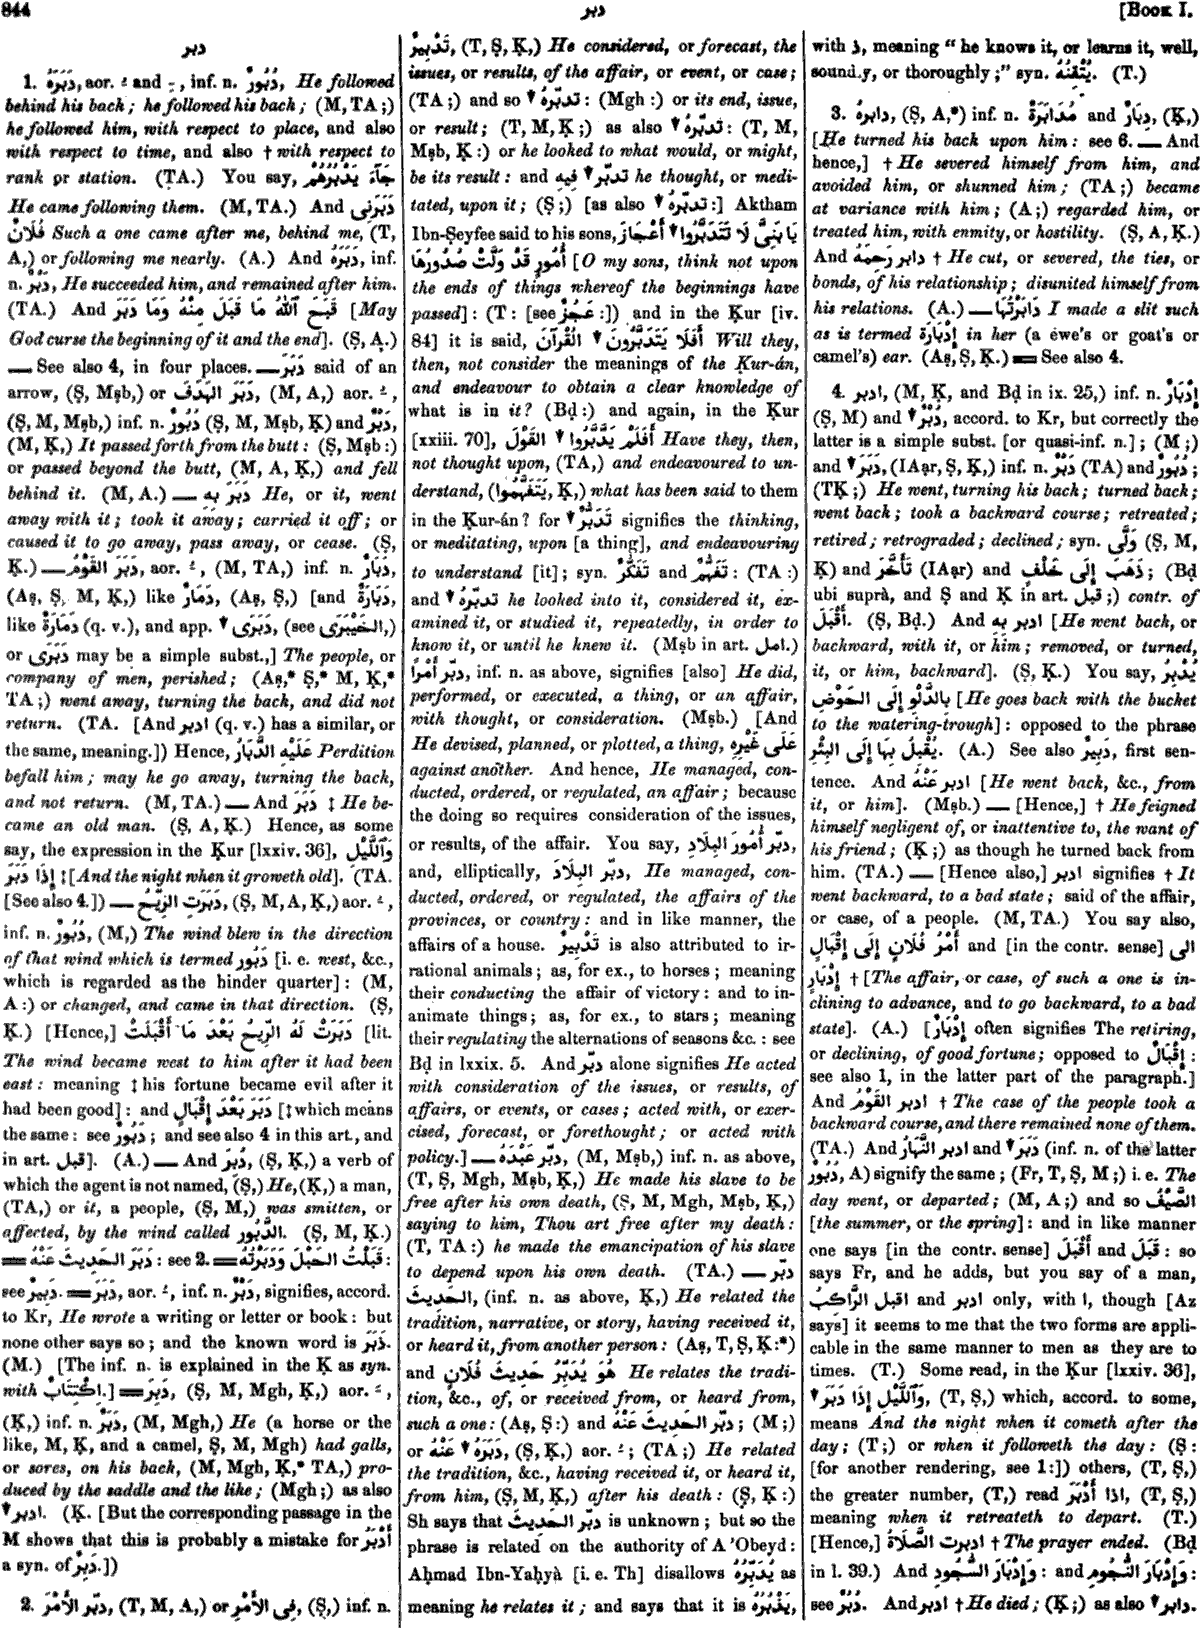 844
دبر
[BOOK I.
دبر
1. دَبَرَهُ, aor. ـُ and ـِ, inf. n. دُبُورٌ, He followed
behind his back; he followed his back; (M, TA;)
he followed him, with respect to place, and also
with respect to time, and also † with respect to
rank or station. (TA.) You say, جَآءَ يَدْبُرُهُمْ
He came following them. (M, TA.) And دَبَرَنِى
فُلَانٌ Such a one came after me, behind me, (T,
A,) or following me nearly. (A.) And دَبَرَهُ, inf.
n. دَبْرٌ, He succeeded him, and remained after him.
(TA.) And قَبَحَ ٱللّٰهُ مَا قَبَلَ مِنْهُ وَمَا دَبَرَ [May
God curse the beginning of it and the end]. (Ṣ, A.)
— See also 4, in four places. — دَبَرَ said of an
arrow, (Ṣ, Mṣb,) or دَبَرَ الهَدَفَ, (M, A,) aor. ـُ,
(Ṣ, M, Mṣb,) inf. n. دُبُورٌ (Ṣ, M, Mṣb, Ḳ) and دَبْرٌ,
(M, Ḳ,) It passed forth from the butt: (Ṣ, Mṣb:)
or passed beyond the butt, (M, A, Ḳ,) and fell
behind it. (M, A.) — دَبَرَ بِهِ He, or it, went
away with it; took it away; carried it off; or
caused it to go away, pass away, or cease. (Ṣ,
Ḳ.) — دَبَرَ القَوْمُ, aor. ـُ, (M, TA,) inf. n. دَبَارٌ,
(Aṣ, Ṣ, M, Ḳ,) like دَمَارٌ, (Aṣ, Ṣ,) [and دَبَارَةٌ,
like دَمَارَةٌ (q. v.), and app. ▼ دَبَرَى, (see الخَيْبَرَى,)
or دَبَرَى may be a simple subst.,] The people, or
company of men, perished; (Aṣ,* Ṣ,* M, Ḳ,*
TA;) went away, turning the back, and did not
return. (TA. [And ادبر (q. v.) has a similar, or
the same, meaning.]) Hence, عَلَيْهِ الدَّبَارُ Perdition
befall him; may he go away, turning the back,
and not return. (M, TA.) — And دَبَرَ ‡ He be-
came an old man. (Ṣ, A, Ḳ.) Hence, as some
say, the expression in the Ḳur [lxxiv. 36], وَٱللَّيْلِ
إِذَا دَبَرَ ‡ [And the night when it groweth old]. (TA.
[See also 4.]) — دَبَرَتِ الرِّيحُ, (Ṣ, M, A, Ḳ,) aor. ـُ,
inf. n. دُبُورٌ, (M,) The wind blew in the direction
of that wind which is termed دَبُور [i. e. west, &c.,
which is regarded as the hinder quarter]: (M,
A:) or changed, and came in that direction. (Ṣ,
Ḳ.) [Hence,] دَبَرَتْ لَهُ الرِّيحُ بَعْدَ مَا أَقْبَلَتْ [lit.
The wind became west to him after it had been
east: meaning ‡ his fortune became evil after it
had been good]: and دَبَرَ بَعْدَ إِقْبَالٍ [‡ which means
the same: see دَبُورٌ; and see also 4 in this art., and
in art. قبل]. (A.) — And دُبِرَ, (Ṣ, Ḳ,) a verb of
which the agent is not named, (Ṣ,) He, (Ḳ,) a man,
(TA,) or it, a people, (Ṣ, M,) was smitten, or
affected, by the wind called الدَّبُور. (Ṣ, M, Ḳ.)
═ دَبَرَ الحَدِيثَ عَنْهُ: see 2. ═ قَبَلْتُ الحَبْلَ وَدَبَرْتُهُ:
see دَبِيرٌ. ═ دَبَرَ, aor. ـُ, inf. n. دَبْرٌ, signifies, accord.
to Kr, He wrote a writing or letter or book: but
none other says so; and the known word is ذَبَرَ.
(M.) [The inf. n. is explained in the Ḳ as syn.
with اِكْتِتَابٌ.] ═ دَبِرَ, (Ṣ, M, Mgh, Ḳ,) aor. ـَ,
(Ḳ,) inf. n. دَبَرٌ, (M, Mgh,) He (a horse or the
like, M, Ḳ, and a camel, Ṣ, M, Mgh) had galls,
or sores, on his back, (M, Mgh, Ḳ,* TA,) pro-
duced by the saddle and the like; (Mgh;) as also
▼ ادبر. (Ḳ. [But the corresponding passage in the
M shows that this is probably a mistake for أَدْبَرُ
a syn. of دَبِرٌ.])
2. دبّر الأَمْرَ, (T, M, A,) or فِى الأَمْرِ, (Ṣ,) inf. n.
تَدْبِيرٌ, (T, Ṣ, Ḳ,) He considered, or forecast, the
issues, or results, of the affair, or event, or case;
(TA;) and so ▼ تدبّرهُ: (Mgh:) or its end, issue,
or result; (T, M, Ḳ;) as also ▼ تدبّرهُ: (T, M,
Mṣb, Ḳ:) or he looked to what would, or might,
be its result: and ▼ تدبّر فِيهِ he thought, or medi-
tated, upon it; (Ṣ;) [as also ▼ تدبّرهُ:] Aktham
Ibn-Ṣeyfee said to his sons, يَا بَنِىَّ لَا تَتَدَبَّرُوا ▼ أَعْجَازَ
أُمُورٍ قَدْ وَلَّتْ صُدُورُهَا [O my sons, think not upon
the ends of things whereof the beginnings have
passed]: (T: [see عَجُزٌ:]) and in the Ḳur [iv.
84] it is said, أَفَلَا يَتَدَبَّرُونَ ▼ القُرْآنَ Will they,
then, not consider the meanings of the Ḳur-án,
and endeavour to obtain a clear knowledge of
what is in it? (Bḍ:) and again, in the Ḳur
[xxiii. 70], أَفَلَمْ يَدَّبَّرُوا ▼ القَوْلَ Have they, then,
not thought upon, (TA,) and endeavoured to un-
derstand, (يَتَفَهَّمُوا, Ḳ,) what has been said to them
in the Ḳur-án? for ▼ تَدَبُّرٌ signifies the thinking,
or meditating, upon [a thing], and endeavouring
to understand [it]; syn. تَفَكُّرٌ and تَفَهُّمٌ: (TA:)
and ▼ تدبّرهُ he looked into it, considered it, ex-
amined it, or studied it, repeatedly, in order to
know it, or until he knew it. (Mṣb in art. امل.)
دبّر أَمْرًا, inf. n. as above, signifies [also] He did,
performed, or executed, a thing, or an affair,
with thought, or consideration. (Mṣb.) [And
He devised, planned, or plotted, a thing, عَلَى غَيْرِهِ
against another. And hence, He managed, con-
ducted, ordered, or regulated, an affair; because
the doing so requires consideration of the issues,
or results, of the affair. You say, دبّر أُمُورَ البِلَادِ,
and, elliptically, دبّر البِلَادَ, He managed, con-
ducted, ordered, or regulated, the affairs of the
provinces, or country: and in like manner, the
affairs of a house. تَدْبِيرٌ is also attributed to ir-
rational animals; as, for ex., to horses; meaning
their conducting the affair of victory: and to in-
animate things; as, for ex., to stars; meaning
their regulating the alternations of seasons &c.: see
Bḍ in lxxix. 5. And دبّر alone signifies He acted
with consideration of the issues, or results, of
affairs, or events, or cases; acted with, or exer-
cised, forecast, or forethought; or acted with
policy.] — دبّر عَبْدَهُ, (M, Mṣb,) inf. n. as above,
(T, Ṣ, Mgh, Mṣb, Ḳ,) He made his slave to be
free after his own death, (Ṣ, M, Mgh, Mṣb, Ḳ,)
saying to him, Thou art free after my death:
(T, TA:) he made the emancipation of his slave
to depend upon his own death. (TA.) — دبّر
الحَدِيثَ, (inf. n. as above, Ḳ,) He related the
tradition, narrative, or story, having received it,
or heard it, from another person: (Aṣ, T, Ṣ, Ḳ:*)
and هُوَ يُدَبِّرُ حَدِيثَ فُلَانٍ He relates the tradi-
tion, &c., of, or received from, or heard from,
such a one: (Aṣ, Ṣ:) and دبّر الحَدِيثَ عَنْهُ; (M;)
or دَبَرَهُ ▼ عَنْهُ, (Ṣ, Ḳ,) aor. ـُ; (TA;) He related
the tradition, &c., having received it, or heard it,
from him, (Ṣ, M, Ḳ,) after his death: (Ṣ, Ḳ:)
Sh says that دبّر الحَدِيثَ is unknown; but so the
phrase is related on the authority of A'Obeyd:
Aḥmad Ibn-Yaḥyà [i. e. Th] disallows يُدَبِّرُهُ as
meaning he relates it; and says that it is يَذْبُرُهُ,
with ذ, meaning "he knows it, or learns it, well,
soundly, or thoroughly;" syn. يُتْقِنُهُ. (T.)
3. دابرهُ, (Ṣ, A,*) inf. n. مُدَابَرَةٌ and دِبَارٌ, (Ḳ,)
[He turned his back upon him: see 6. — And
hence,] † He severed himself from him, and
avoided him, or shunned him; (TA;) became
at variance with him; (A;) regarded him, or
treated him, with enmity, or hostility. (Ṣ, A, Ḳ.)
And دابر رَحِمَهُ † He cut, or severed, the ties, or
bonds, of his relationship; disunited himself from
his relations. (A.) — دَابَرْتُهَا I made a slit such
as is termed إِدْبَارَة in her (a ewe's or goat's or
camel's) ear. (Aṣ, Ṣ, Ḳ.) ═ See also 4.
4. ادبر, (M, Ḳ, and Bḍ in ix. 25,) inf. n. إِدْبَارٌ
(Ṣ, M) and ▼ دُبْرٌ, accord. to Kr, but correctly the
latter is a simple subst. [or quasi-inf. n.]; (M;)
and ▼ دَبَرَ, (IAạr, Ṣ, Ḳ,) inf. n. دَبْرٌ (TA) and دُبُورٌ;
(TḲ;) He went, turning his back; turned back;
went back; took a backward course; retreated;
retired; retrograded; declined; syn. وَلَّى (Ṣ, M,
Ḳ) and تَأَخَّرَ (IAạr) and ذَهَبَ إِلَى خَلْفٍ; (Bḍ
ubi suprà, and Ṣ and Ḳ in art. قبل;) contr. of
أَقْبَلَ. (Ṣ, Bḍ.) And ادبر بِهِ [He went back, or
backward, with it, or him; removed, or turned,
it, or him, backward]. (Ṣ, Ḳ.) You say, يُدْبِرُ
بِالدَّلْوِ إِلَى الحَوْضِ [He goes back with the bucket
to the watering-trough]: opposed to the phrase
يُقْبِلُ بِهَا إِلَى البِئْرِ. (A.) See also دَبِيرٌ, first sen-
tence. And ادبر عَنْهُ [He went back, &c., from
it, or him]. (Mṣb.) — [Hence,] † He feigned
himself negligent of, or inattentive to, the want of
his friend; (Ḳ;) as though he turned back from
him. (TA.) — [Hence also,] ادبر signifies † It
went backward, to a bad state; said of the affair,
or case, of a people. (M, TA.) You say also,
أَمْرُ فُلَانٍ إِلَى إِقْبَالٍ and [in the contr. sense] الى
إِدْبَارٍ † [The affair, or case, of such a one is in-
clining to advance, and to go backward, to a bad
state]. (A.) [إِدْبَارٌ often signifies The retiring,
or declining, of good fortune; opposed to إِقْبَالٌ:
see also 1, in the latter part of the paragraph.]
And ادبر القَوْمُ † The case of the people took a
backward course, and there remained none of them.
(TA.) And ادبر النَّهَارُ and ▼ دَبَرَ (inf. n. of the latter
دُبُورٌ, A) signify the same; (Fr, T, Ṣ, M;) i. e. The
day went, or departed; (M, A;) and so الصَّيْفُ
[the summer, or the spring]: and in like manner
one says [in the contr. sense] أَقْبَلَ and قَبَلَ: so
says Fr, and he adds, but you say of a man,
اقبل الرَّاكِبُ and ادبر only, with ا, though [Az
says] it seems to me that the two forms are appli-
cable in the same manner to men as they are to
times. (T.) Some read, in the Ḳur [lxxiv. 36],
▼ وَٱللَّيْلِ إِذَا دَبَرَ, (T, Ṣ,) which, accord. to some,
means And the night when it cometh after the
day; (T;) or when it followeth the day: (Ṣ:
[for another rendering, see 1:]) others, (T, Ṣ,)
the greater number, (T,) read إِذَا أَدْبَرَ, (T, Ṣ,)
meaning when it retreateth to depart. (T.)
[Hence,] ادبرت الصَّلَاةُ † The prayer ended. (Bḍ
in l. 39.) And وَإِدْبَارَ السُّجُودِ: and وَإِدْبَارَ النُّجُومِ:
see دُبُرٌ. And ادبر † He died; (Ḳ;) as also ▼ دابر.